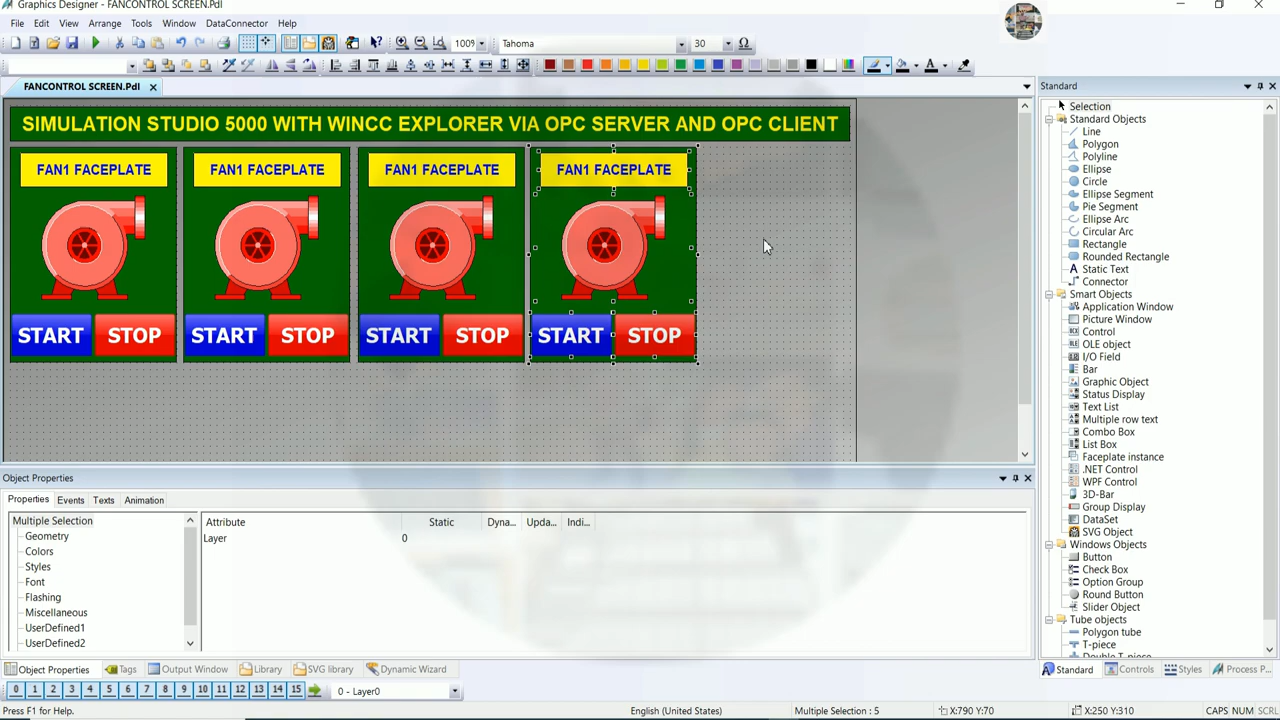 Graphics Designer - FANCONTROL SCREEN.Pdl
File Edit View Arrange Tools Window DataConnector Help
100% Tahoma 30
FANCONTROL SCREEN.Pdl
SIMULATION STUDIO 5000 WITH WINCC EXPLORER VIA OPC SERVER AND OPC CLIENT
FAN1 FACEPLATE FAN1 FACEPLATE FAN1 FACEPLATE FAN1 FACEPLATE
START STOP START STOP START STOP START STOP
Standard
Selection
Standard Objects
Line
Polygon
Polyline
Ellipse
Circle
Ellipse Segment
Pie Segment
Ellipse Arc
Circular Arc
Rectangle
Rounded Rectangle
Static Text
Connector
Smart Objects
Application Window
Picture Window
Control
OLE object
I/O Field
Bar
Graphic Object
Status Display
Text List
Multiple row text
Combo Box
List Box
Faceplate instance
.NET Control
WPF Control
3D-Bar
Group Display
DataSet
SVG Object
Windows Objects
Button
Check Box
Option Group
Round Button
Slider Object
Tube objects
Polygon tube
T-piece
Double T-piece
Standard Controls Styles Process P...
Object Properties
Properties Events Texts Animation
Multiple Selection
Geometry
Colors
Styles
Font
Flashing
Miscellaneous
UserDefined1
UserDefined2
Attribute Static Dyna... Upda... Indi...
Layer 0
Object Properties Tags Output Window Library SVG library Dynamic Wizard
0 1 2 3 4 5 6 7 8 9 10 11 12 13 14 15 0 - Layer0
Press F1 for Help. English (United States) Multiple Selection : 5 X:790 Y:70 X:250 Y:310 CAPS NUM SCRL